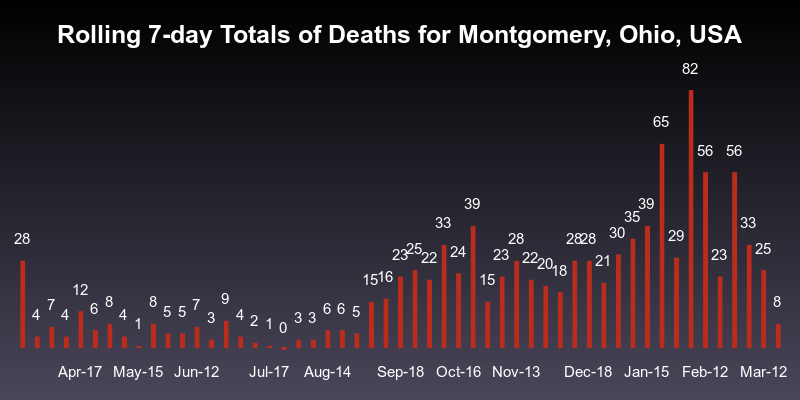 Rolling 7-day Totals of Deaths for Montgomery, Ohio, USA
28 4 7 4 12 6 8 4 1 8 5 5 7 3 9 4 2 1 0 3 3 6 6 5 15 16 23 25 22 33 24 39 15 23 28 22 20 18 28 28 21 30 35 39 65 29 82 56 23 56 33 25 8
Apr-17 May-15 Jun-12 Jul-17 Aug-14 Sep-18 Oct-16 Nov-13 Dec-18 Jan-15 Feb-12 Mar-12